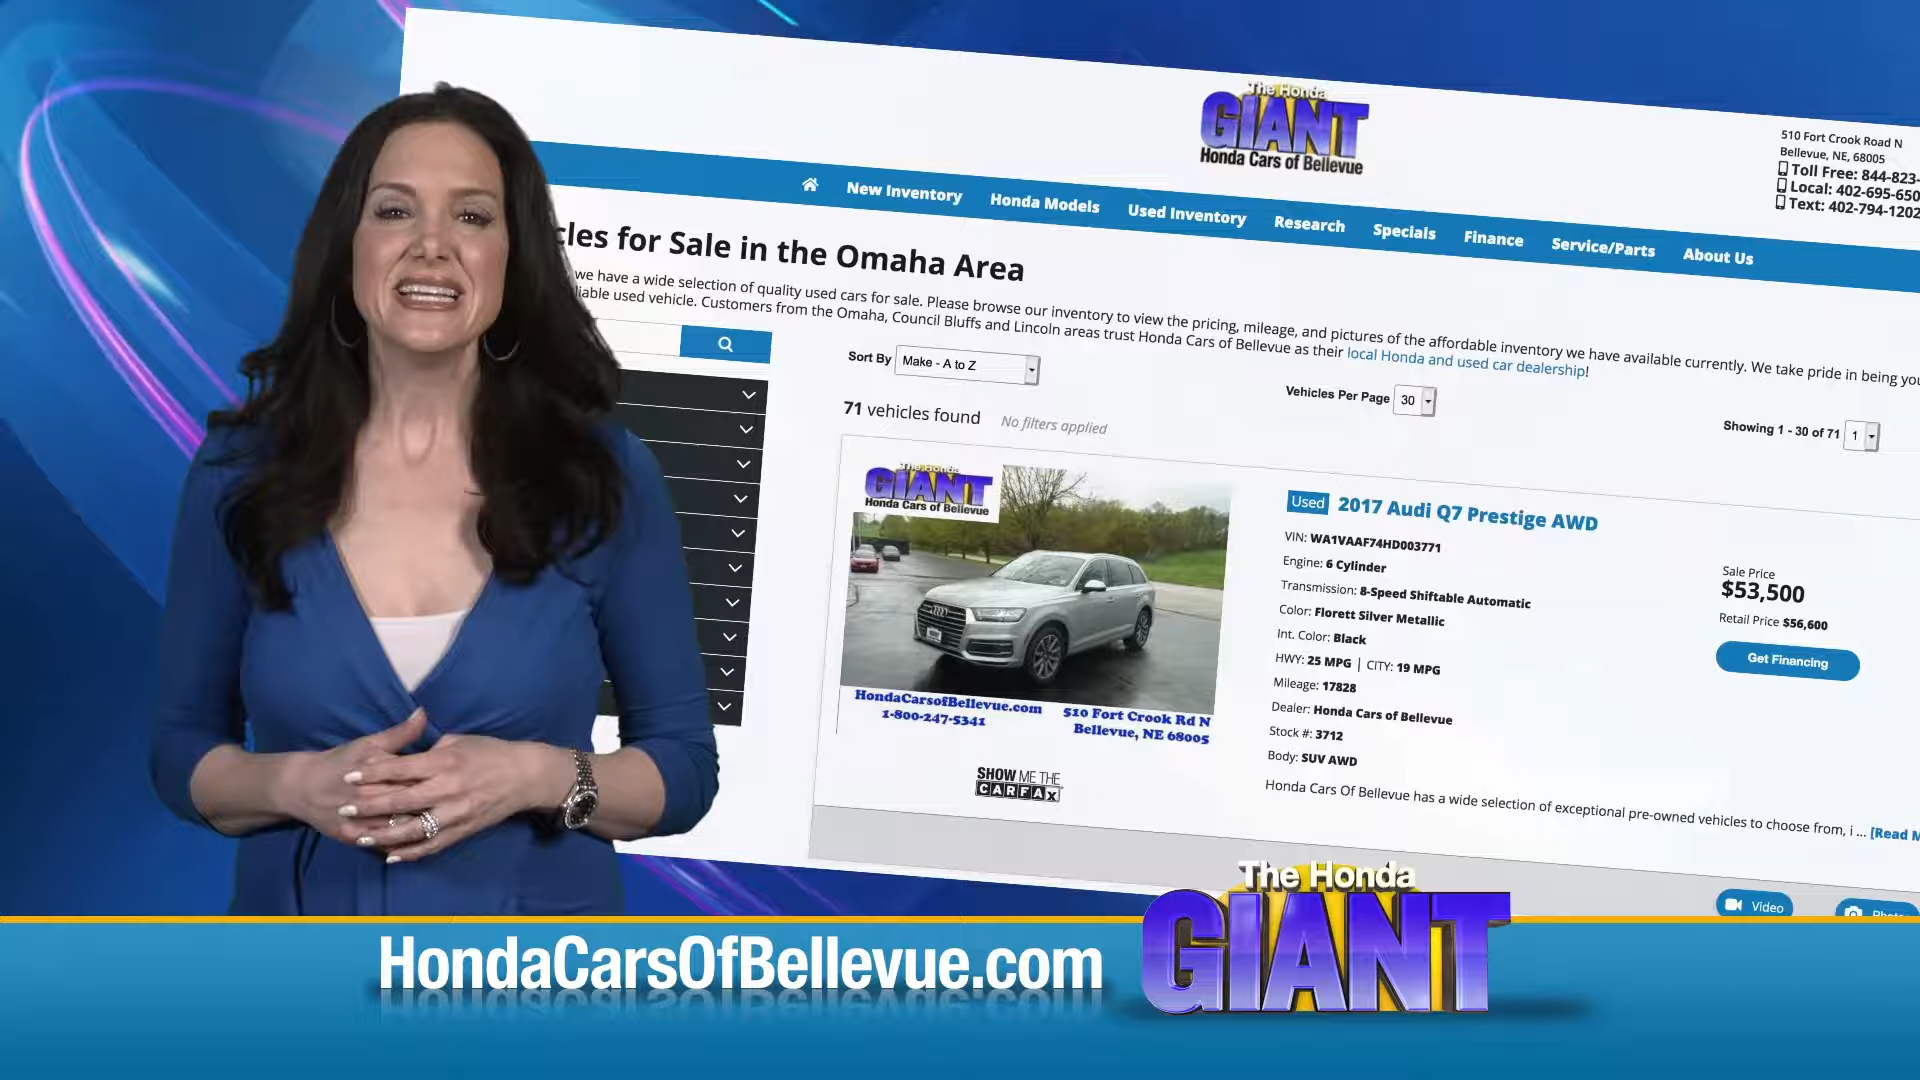 The Honda
GIANT
Honda Cars of Bellevue
510 Fort Crook Road N
Bellevue, NE, 68005
Toll Free: 844-823-
Local: 402-695-650
Text: 402-794-1202
New Inventory Honda Models Used Inventory Research Specials Finance Service/Parts About Us
cles for Sale in the Omaha Area
we have a wide selection of quality used cars for sale. Please browse our inventory to view the pricing, mileage, and pictures of the affordable inventory we have available currently. We take pride in being you
liable used vehicle. Customers from the Omaha, Council Bluffs and Lincoln areas trust Honda Cars of Bellevue as their local Honda and used car dealership!
Sort By Make - A to Z
Vehicles Per Page 30
Showing 1 - 30 of 71 1
71 vehicles found No filters applied
The Honda
GIANT
Honda Cars of Bellevue
HondaCarsofBellevue.com
1-800-247-5341
510 Fort Crook Rd N
Bellevue, NE 68005
SHOW ME THE
CARFAX
Used 2017 Audi Q7 Prestige AWD
VIN: WA1VAAF74HD003771
Engine: 6 Cylinder
Transmission: 8-Speed Shiftable Automatic
Color: Florett Silver Metallic
Int. Color: Black
HWY: 25 MPG | CITY: 19 MPG
Mileage: 17828
Dealer: Honda Cars of Bellevue
Stock #: 3712
Body: SUV AWD
Sale Price
$53,500
Retail Price $56,600
Get Financing
Honda Cars Of Bellevue has a wide selection of exceptional pre-owned vehicles to choose from, i ... [Read M
Video
HondaCarsOfBellevue.com
The Honda
GIANT